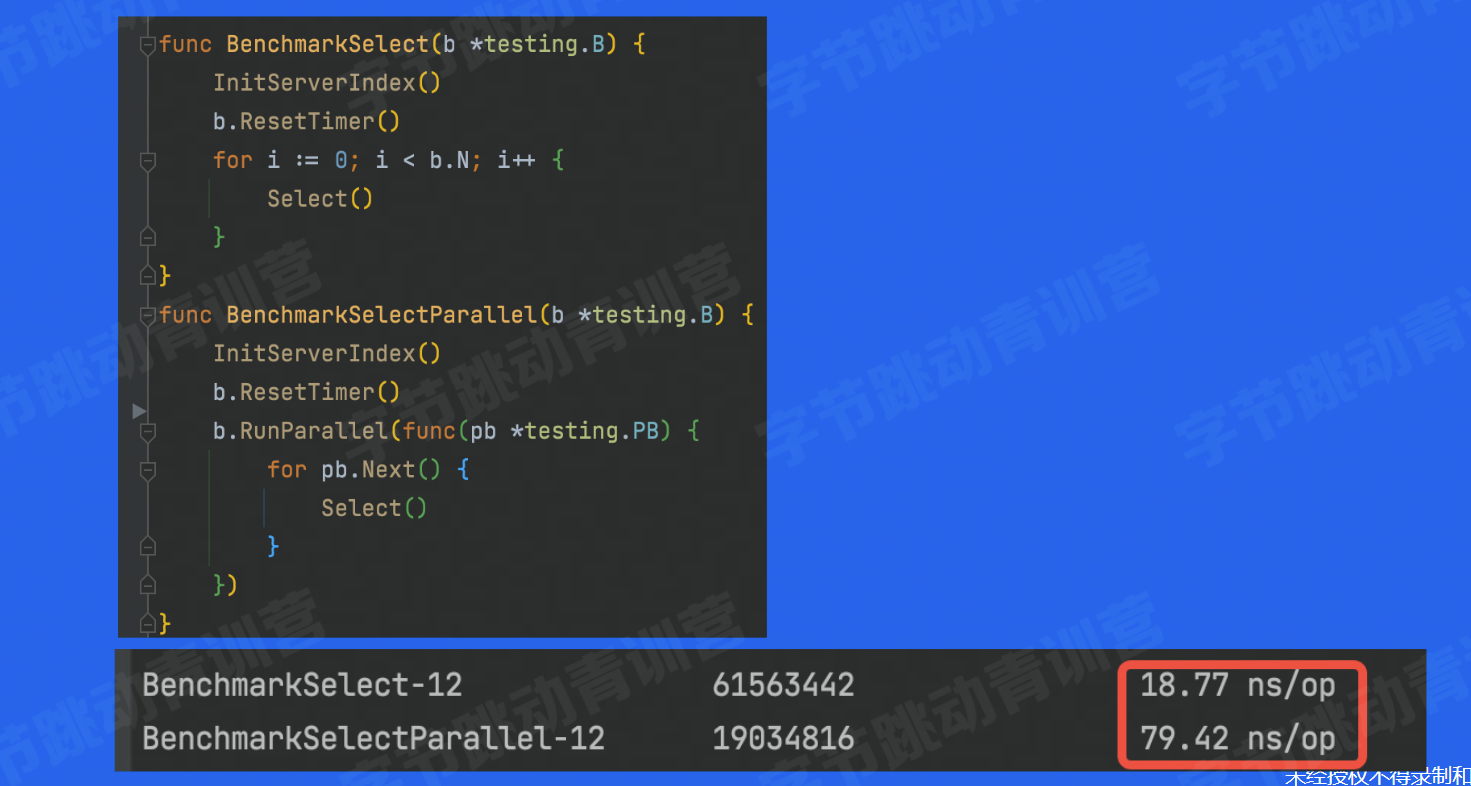 func BenchmarkSelect(b *testing.B) {
InitServerIndex()
b.ResetTimer()
for i := 0; i < b.N; i++ {
Select()
}
}
func BenchmarkSelectParallel(b *testing.B) {
InitServerIndex()
b.ResetTimer()
b.RunParallel(func(pb *testing.PB) {
for pb.Next() {
Select()
}
})
}
BenchmarkSelect-12 61563442 18.77 ns/op
BenchmarkSelectParallel-12 19034816 79.42 ns/op
字节跳动青训营
未经授权不得录制和